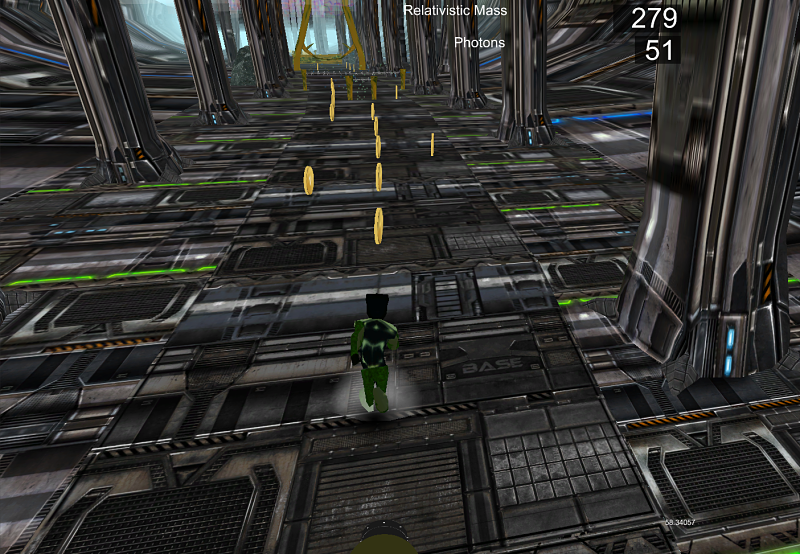 Relativistic Mass 279
Photons 51
BASE
58.34057